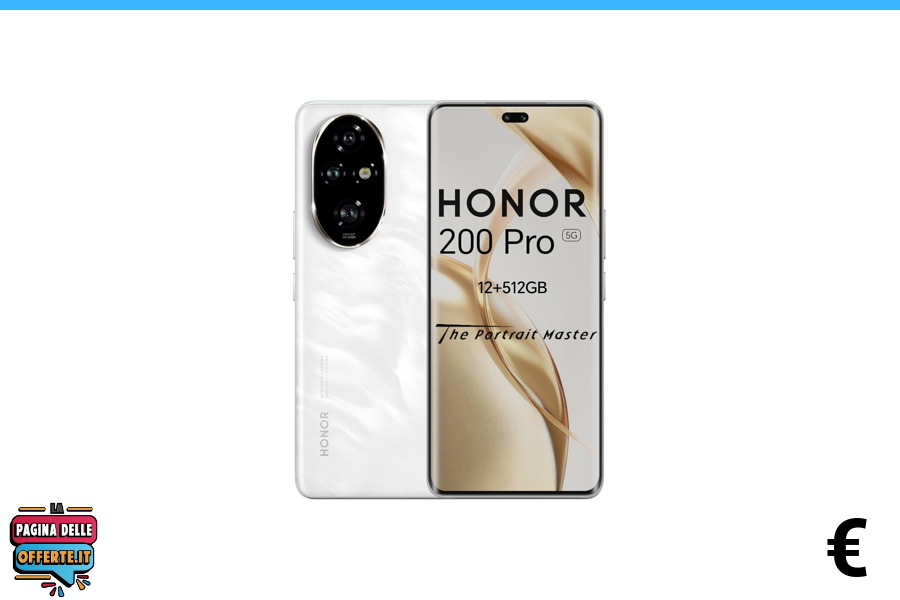 HONOR
200 Pro 5G
12+512GB
The Portrait Master
HONOR
LA
PAGINA DELLE
OFFERTE.IT
€